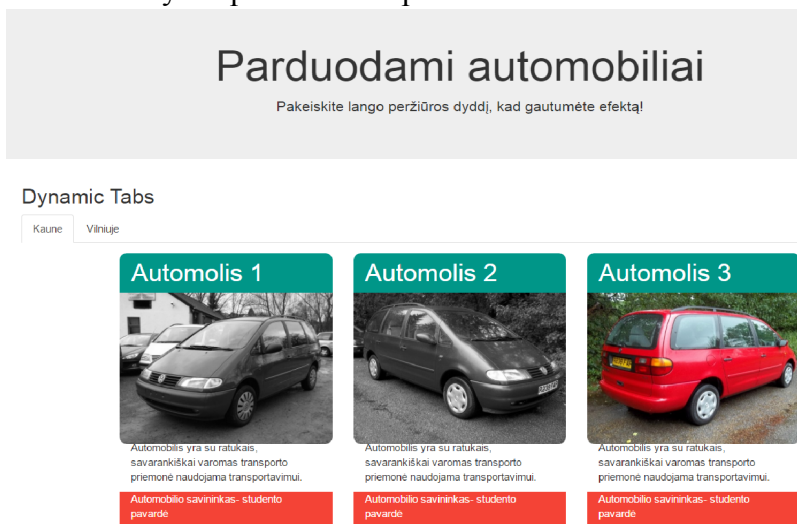 Parduodami automobiliai
Pakeiskite lango peržiūros dyddį, kad gautumėte efektą!
Dynamic Tabs
Kaune Vilniuje
Automolis 1 Automolis 2 Automolis 3
Automobilis yra su ratukais, Automobilis yra su ratukais, Automobilis yra su ratukais,
savarankiškai varomas transporto savarankiškai varomas transporto savarankiškai varomas transporto
priemonė naudojama transportavimui. priemonė naudojama transportavimui. priemonė naudojama transportavimui.
Automobilio savininkas- studento Automobilio savininkas- studento Automobilio savininkas- studento
pavardė pavardė pavardė